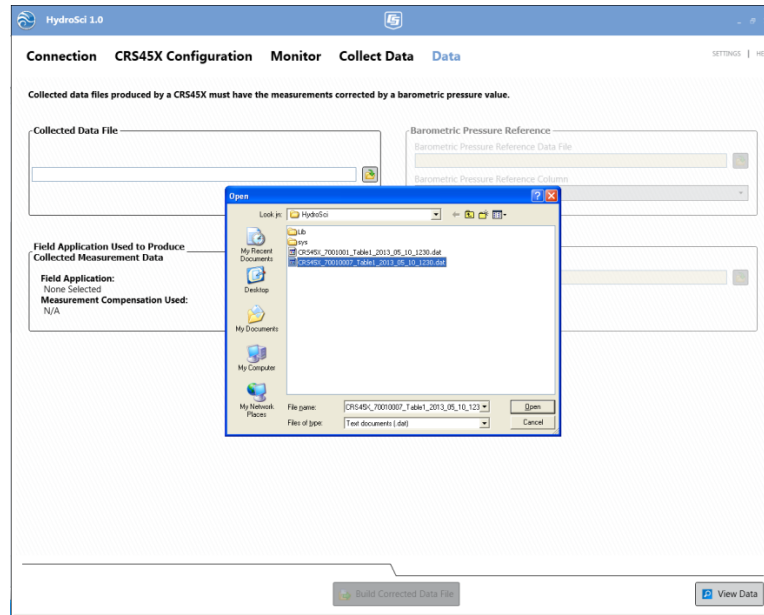 HydroSci 1.0
Connection CRS45X Configuration Monitor Collect Data Data
SETTINGS | HE
Collected data files produced by a CRS45X must have the measurements corrected by a barometric pressure value.
Collected Data File
Barometric Pressure Reference
Barometric Pressure Reference Data File
Barometric Pressure Reference Column
Open
Look in: HydroSci
Lib
sys
CRS45X_7001001_Table1_2013_05_10_1230.dat
CRS45X_70010007_Table1_2013_05_10_1230.dat
My Recent
Documents
Desktop
My Documents
My Computer
My Network
Places
File name: CRS45X_70010007_Table1_2013_05_10_123
Open
Files of type: Text documents (.dat)
Cancel
Field Application Used to Produce
Collected Measurement Data
Field Application:
None Selected
Measurement Compensation Used:
N/A
Build Corrected Data File
View Data